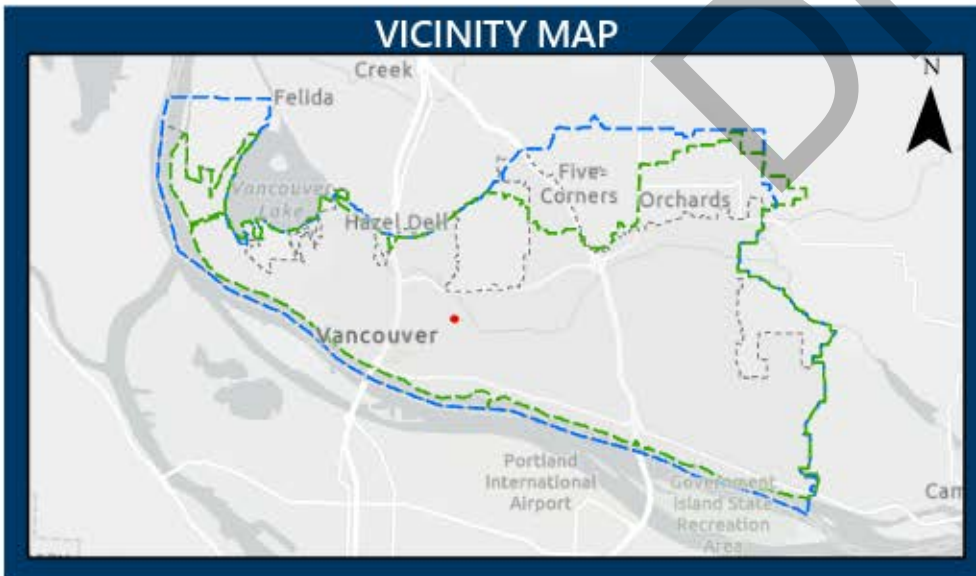 VICINITY MAP
Creek
N
Felida
Vancouver
Lake
Five
Corners
Orchards
Hazel Dell
Vancouver
Portland
International
Airport
Government
Island State
Recreation
Area
Cam